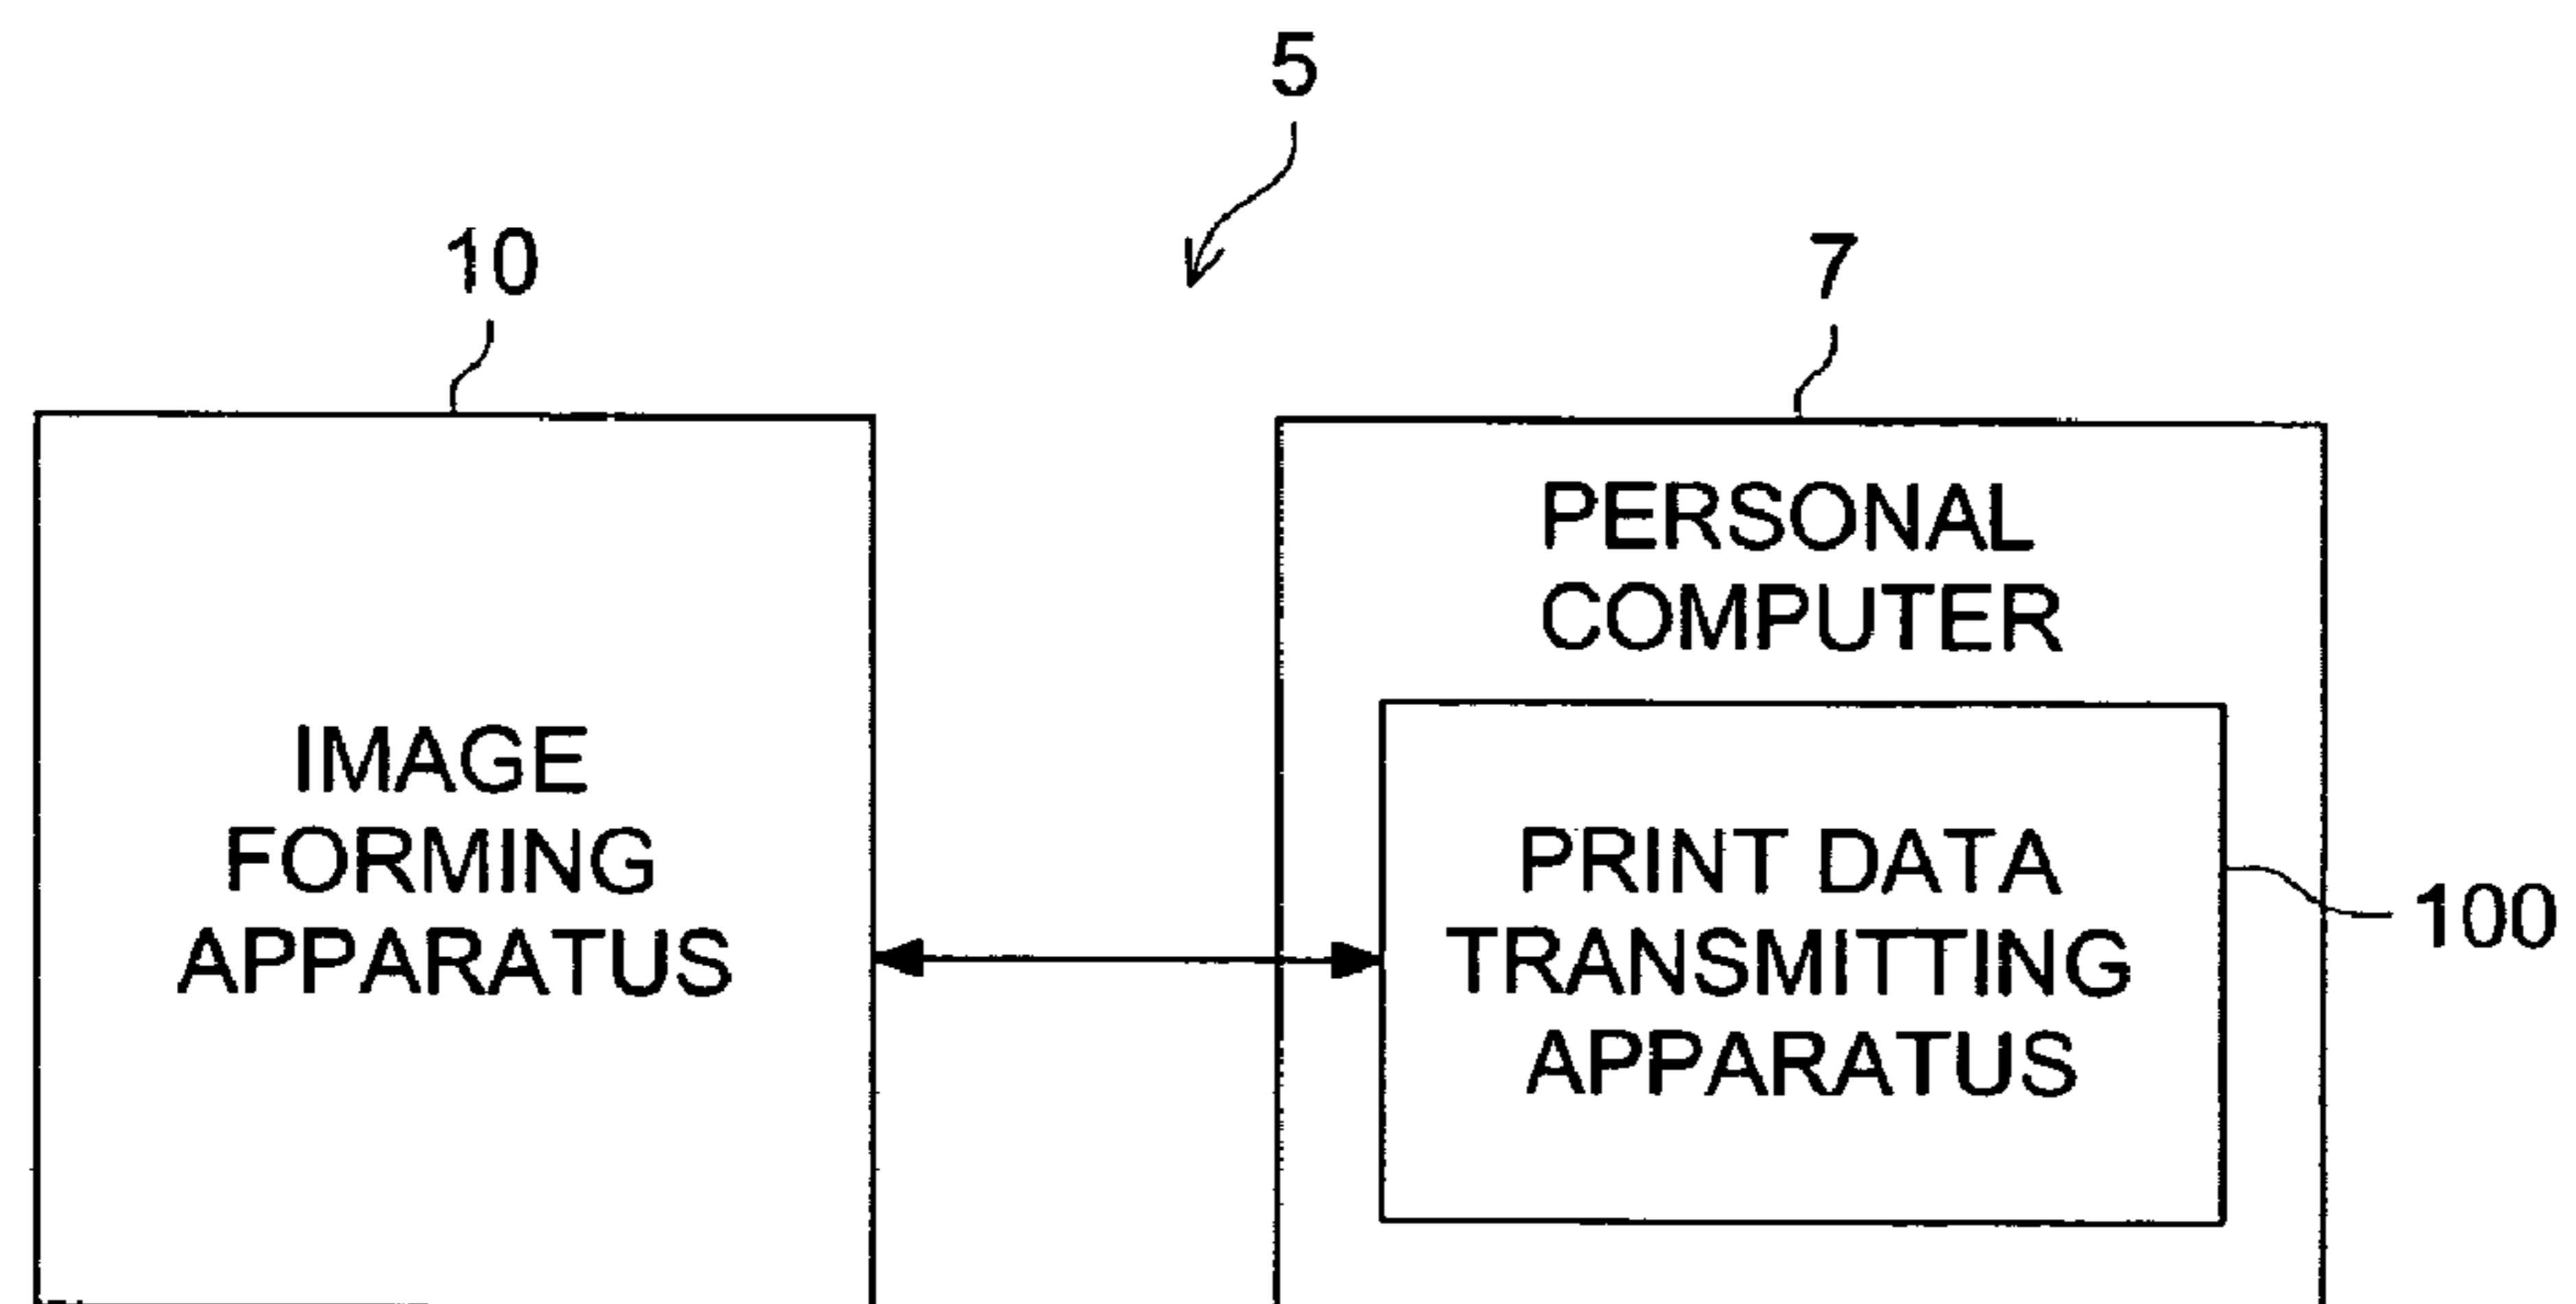 5
10
7
PERSONAL
COMPUTER
IMAGE
FORMING
APPARATUS
PRINT DATA
TRANSMITTING
APPARATUS
100